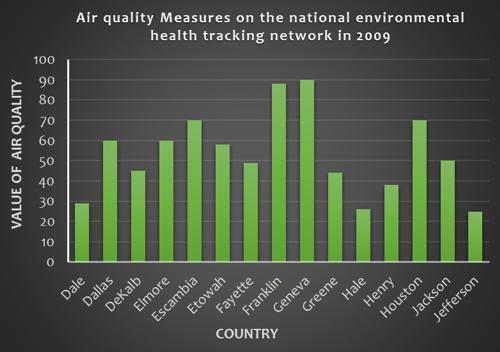 Air quality Measures on the national environmental
health tracking network in 2009
VALUE OF AIR QUALITY
100
90
80
70
60
50
40
30
20
10
0
Dale
Dallas
DeKalb
Elmore
Escambia
Etowah
Fayette
Franklin
Geneva
Greene
Hale
Henry
Houston
Jackson
Jefferson
COUNTRY